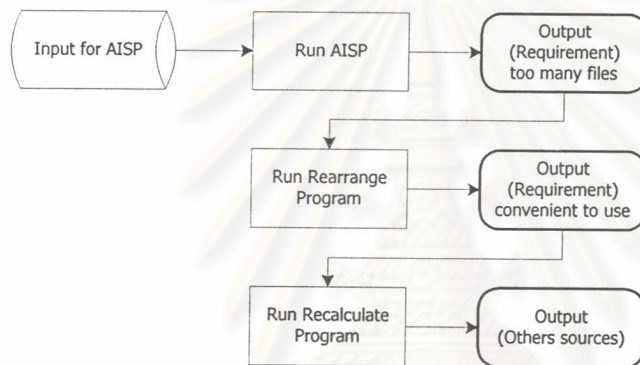 Input for AISP
Run AISP
Output
(Requirement)
too many files
Run Rearrange
Program
Output
(Requirement)
convenient to use
Run Recalculate
Program
Output
(Others sources)